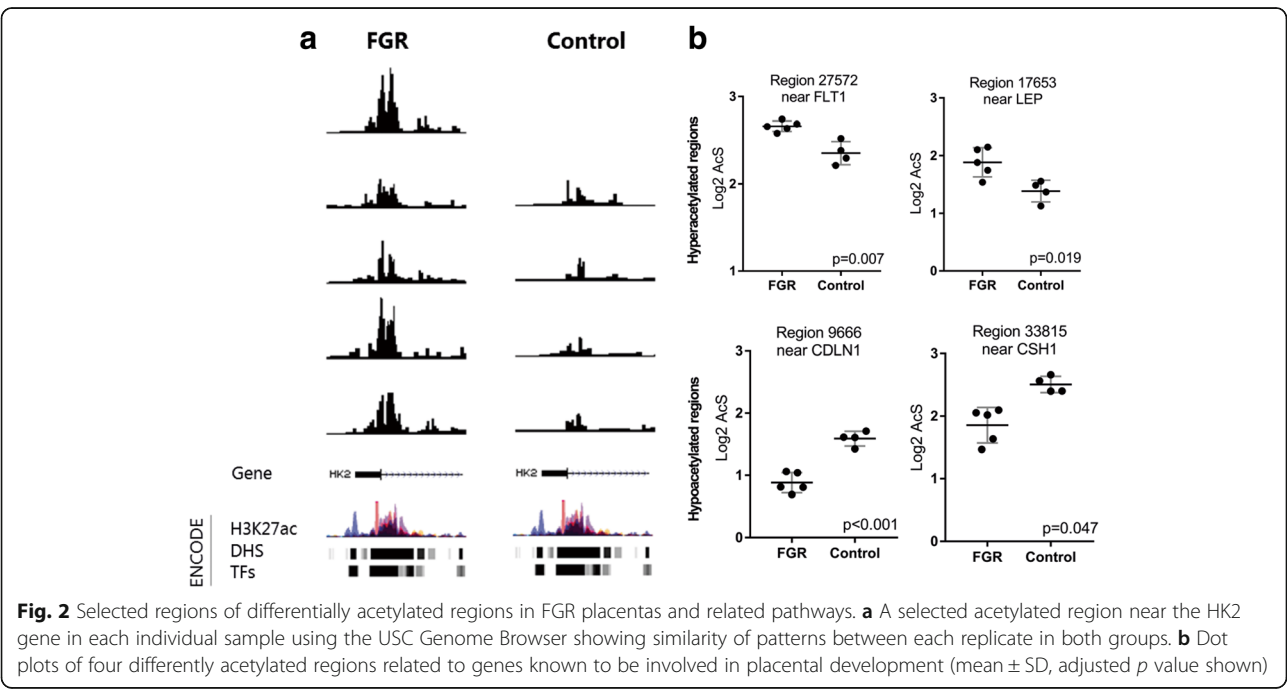 a
FGR
Control
Gene
HK2
HK2
ENCODE
H3K27ac
DHS
TFs
b
Hyperacetylated regions
Region 27572
near FLT1
Log2 AcS
3
2
1
p=0.007
FGR
Control
Region 17653
near LEP
Log2 AcS
3
2
1
0
p=0.019
FGR
Control
Hypoacetylated regions
Region 9666
near CDLN1
Log2 AcS
3
2
1
0
p<0.001
FGR
Control
Region 33815
near CSH1
Log2 AcS
3
2
1
0
p=0.047
FGR
Control
Fig. 2 Selected regions of differentially acetylated regions in FGR placentas and related pathways. a A selected acetylated region near the HK2
gene in each individual sample using the USC Genome Browser showing similarity of patterns between each replicate in both groups. b Dot
plots of four differently acetylated regions related to genes known to be involved in placental development (mean ± SD, adjusted p value shown)